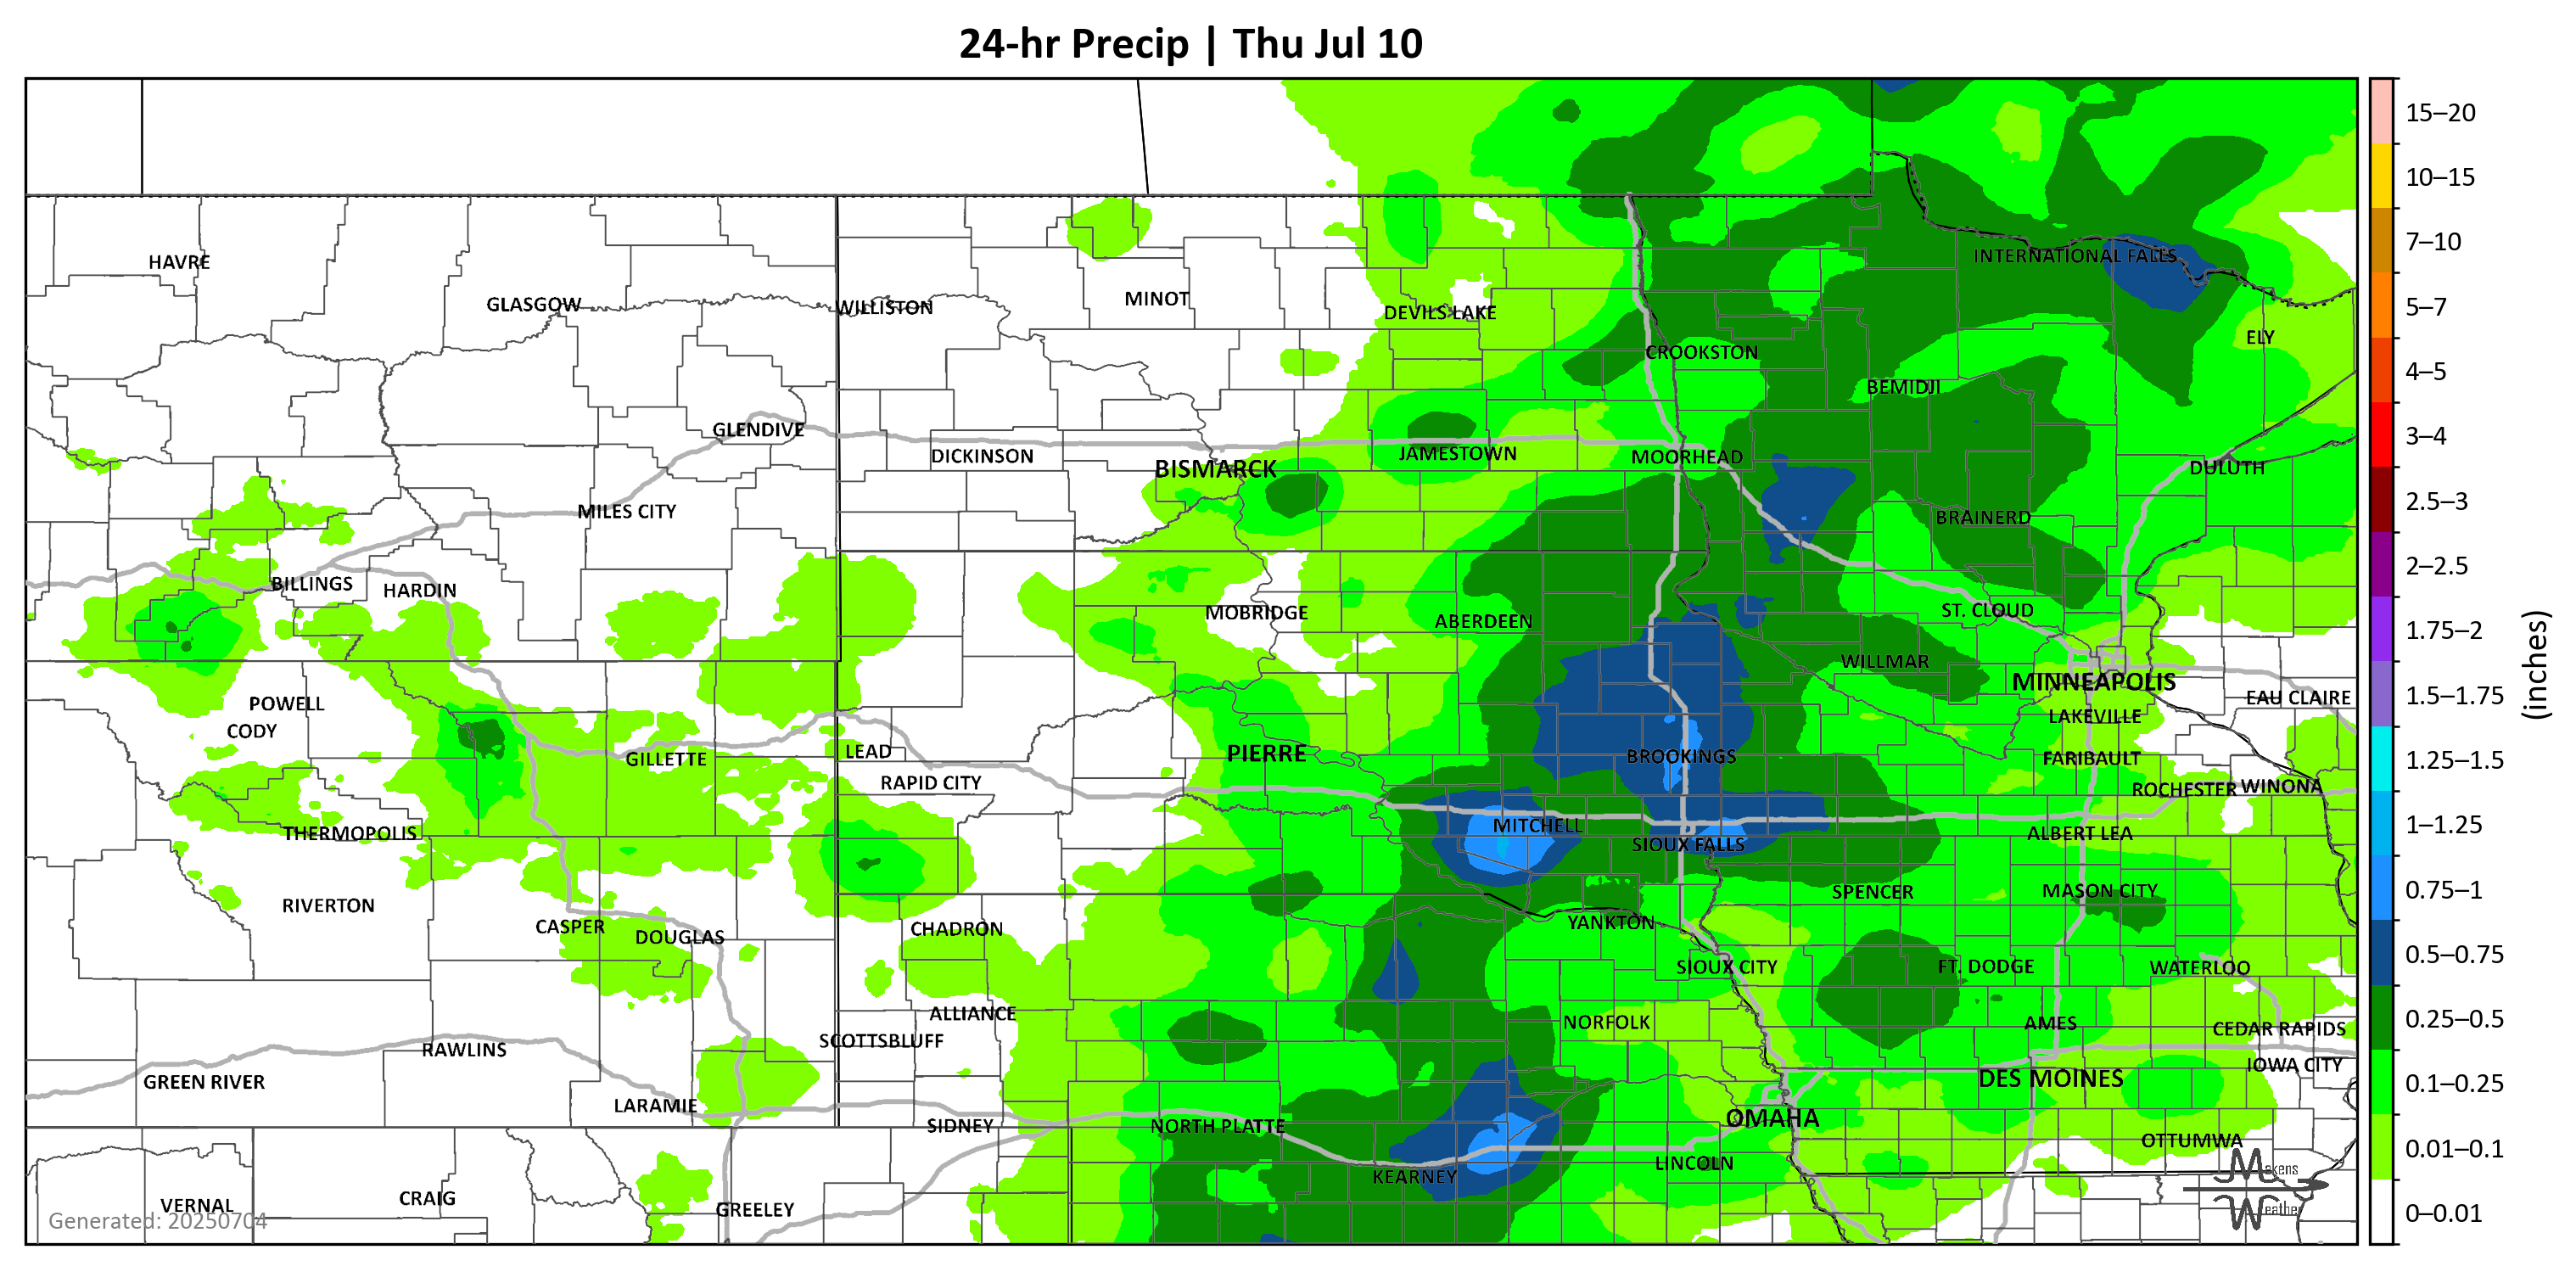 24-hr Precip | Thu Jul 10
HAVRE
GLASGOW
WILLISTON
MINOT
DEVILS LAKE
INTERNATIONAL FALLS
ELY
CROOKSTON
BEMIDJI
GLENDIVE
DICKINSON
BISMARCK
JAMESTOWN
MOORHEAD
DULUTH
MILES CITY
BRAINERD
BILLINGS
HARDIN
MOBRIDGE
ABERDEEN
ST. CLOUD
WILLMAR
MINNEAPOLIS
EAU CLAIRE
POWELL
CODY
LAKEVILLE
GILLETTE
LEAD
PIERRE
BROOKINGS
FARIBAULT
RAPID CITY
ROCHESTER
WINONA
THERMOPOLIS
MITCHELL
SIOUX FALLS
ALBERT LEA
RIVERTON
SPENCER
MASON CITY
CASPER
DOUGLAS
CHADRON
YANKTON
SIOUX CITY
FT. DODGE
WATERLOO
ALLIANCE
NORFOLK
AMES
CEDAR RAPIDS
SCOTTSBLUFF
RAWLINS
IOWA CITY
GREEN RIVER
DES MOINES
LARAMIE
SIDNEY
NORTH PLATTE
OMAHA
OTTUMWA
LINCOLN
KEARNEY
VERNAL
CRAIG
GREELEY
Generated: 20250704
Makens
Weather
15–20
10–15
7–10
5–7
4–5
3–4
2.5–3
2–2.5
1.75–2
1.5–1.75
1.25–1.5
1–1.25
0.75–1
0.5–0.75
0.25–0.5
0.1–0.25
0.01–0.1
0–0.01
(inches)